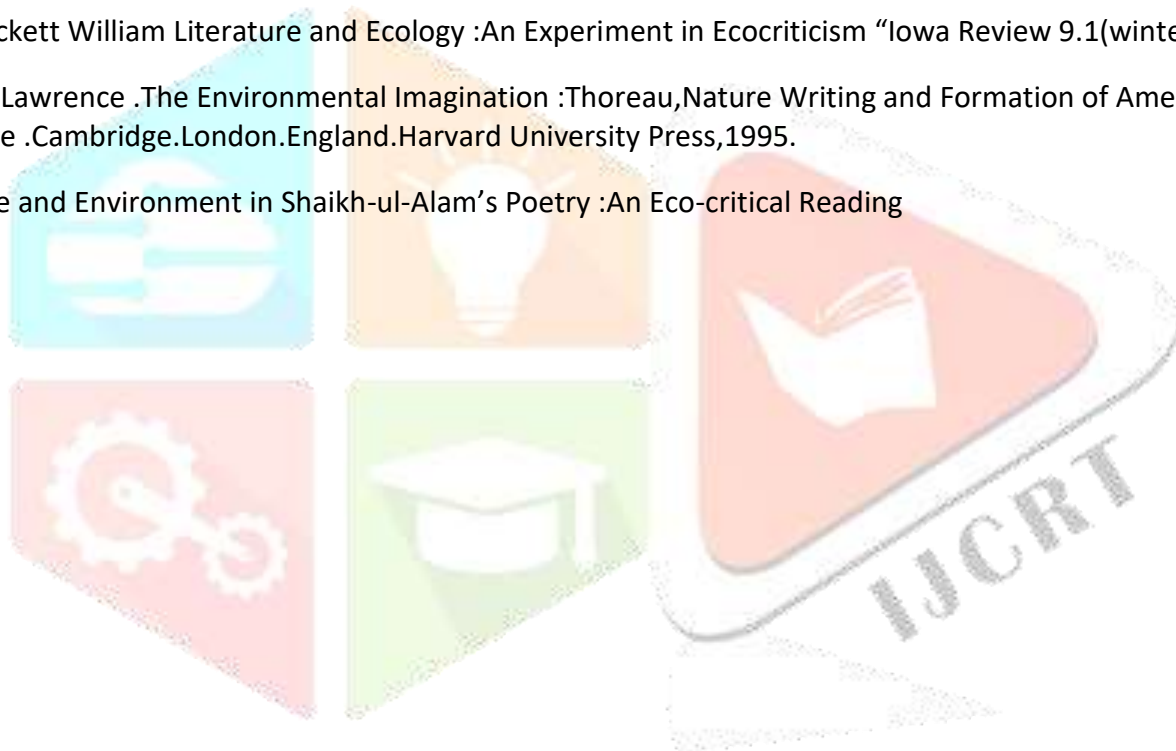 ckett William Literature and Ecology :An Experiment in Ecocriticism “Iowa Review 9.1(winte
Lawrence .The Environmental Imagination :Thoreau,Nature Writing and Formation of Ame
e .Cambridge.London.England.Harvard University Press,1995.
e and Environment in Shaikh-ul-Alam’s Poetry :An Eco-critical Reading
IJCRT